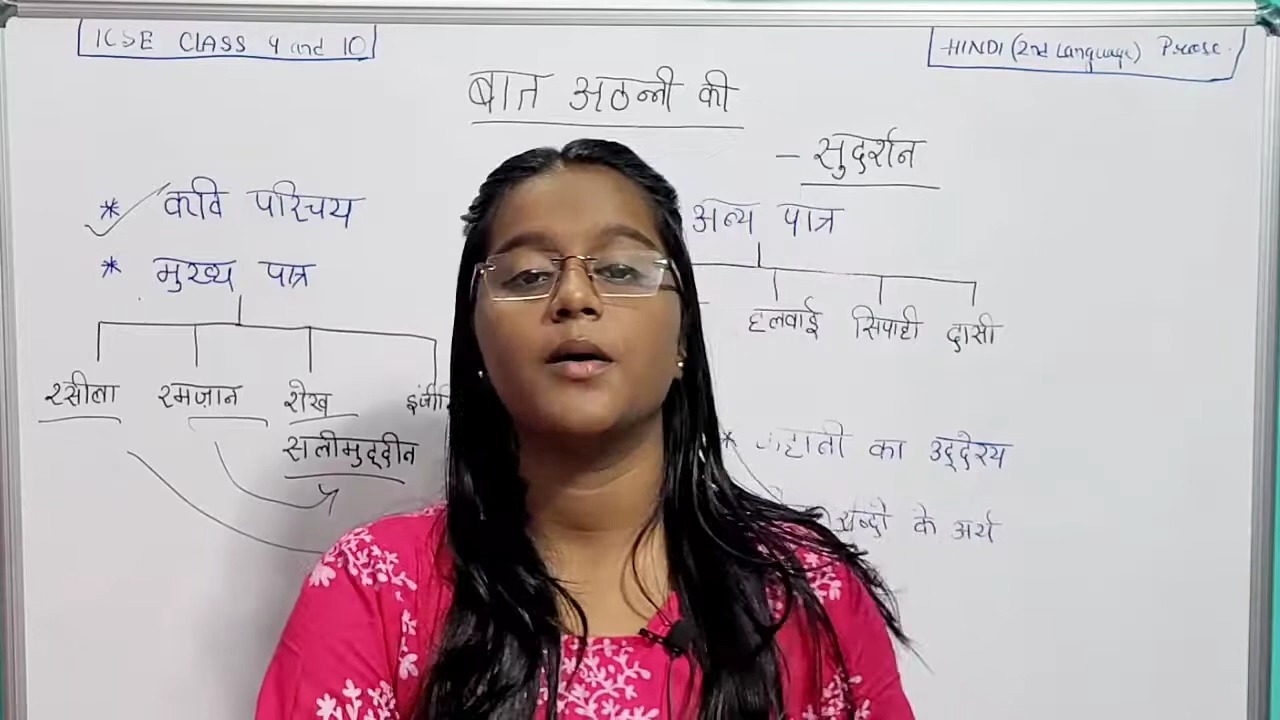 ICSE CLASS 9 and 10
HINDI (2nd Language) Prose.
बात अठन्नी की
- सुदर्शन
* कवि परिचय
* मुख्य पात्र
रसीला रमज़ान शेख
सलीमुद्दीन
अन्य पात्र
हलवाई सिपाही दासी
* का उद्देश्य
शब्दों के अर्थ